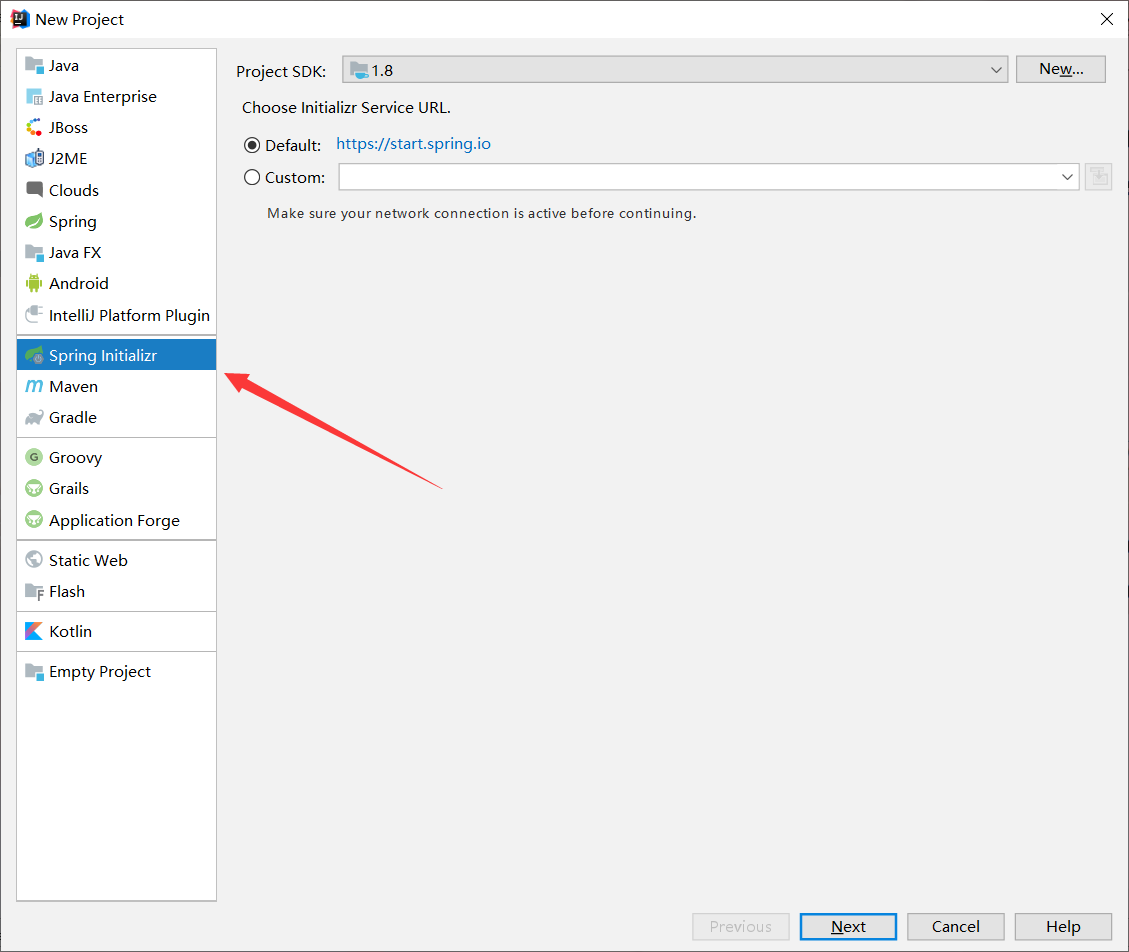 New Project
Java
Java Enterprise
JBoss
J2ME
Clouds
Spring
Java FX
Android
IntelliJ Platform Plugin
Spring Initializr
m Maven
Gradle
G Groovy
Grails
Application Forge
Static Web
F Flash
Kotlin
Empty Project
Project SDK: 1.8 New...
Choose Initializr Service URL.
Default: https://start.spring.io
Custom:
Make sure your network connection is active before continuing.
Previous Next Cancel Help